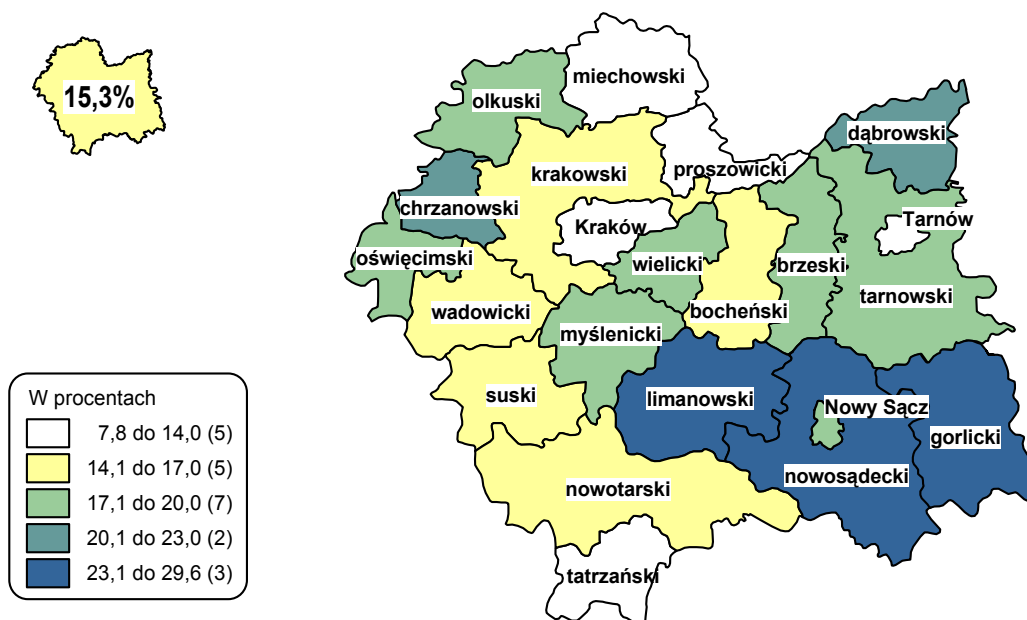 15,3%
miechowski
olkuski
dąbrowski
proszowicki
krakowski
chrzanowski
Tarnów
Kraków
oświęcimski
wielicki
brzeski
tarnowski
wadowicki
bocheński
myślenicki
suski
limanowski
Nowy Sącz
gorlicki
nowosądecki
nowotarski
tatrzański
W procentach
7,8 do 14,0 (5)
14,1 do 17,0 (5)
17,1 do 20,0 (7)
20,1 do 23,0 (2)
23,1 do 29,6 (3)